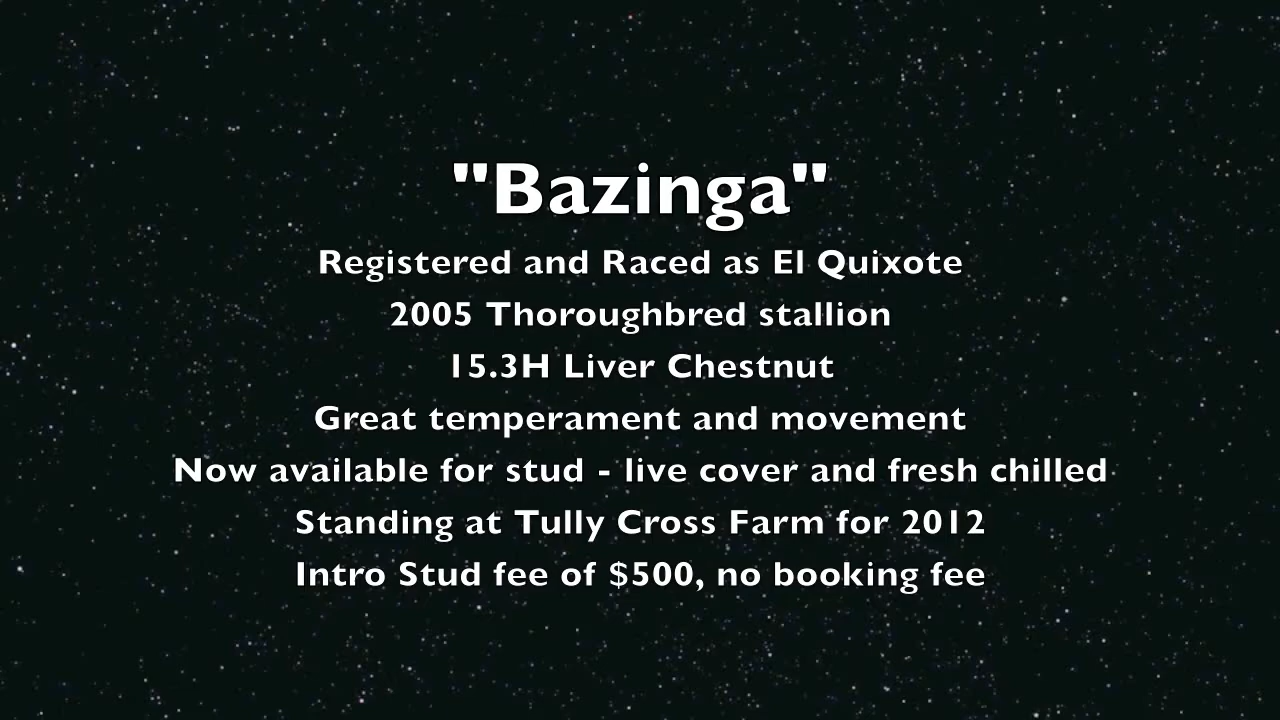 "Bazinga"
Registered and Raced as El Quixote
2005 Thoroughbred stallion
15.3H Liver Chestnut
Great temperament and movement
Now available for stud - live cover and fresh chilled
Standing at Tully Cross Farm for 2012
Intro Stud fee of $500, no booking fee